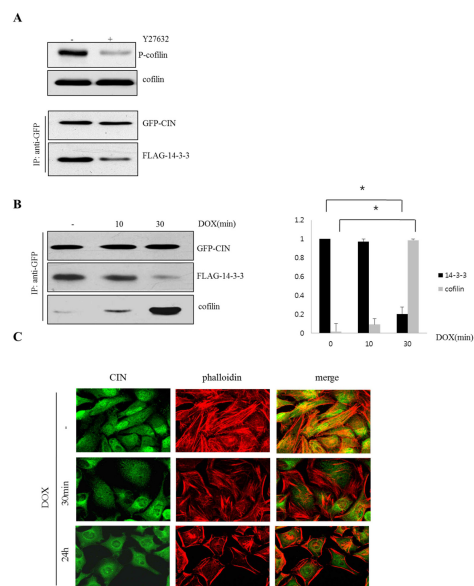 A
- + Y27632
P-cofilin
cofilin
IP: anti-GFP
GFP-CIN
FLAG-14-3-3
B
- 10 30 DOX(min)
IP: anti-GFP
GFP-CIN
FLAG-14-3-3
cofilin
* 
*
1.2
1
0.8
0.6
0.4
0.2
0
0 10 30 DOX(min)
14-3-3
cofilin
C
CIN phalloidin merge
DOX
-
30min
24h